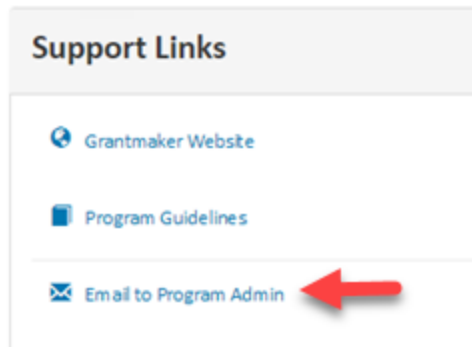 Support Links
Grantmaker Website
Program Guidelines
Email to Program Admin